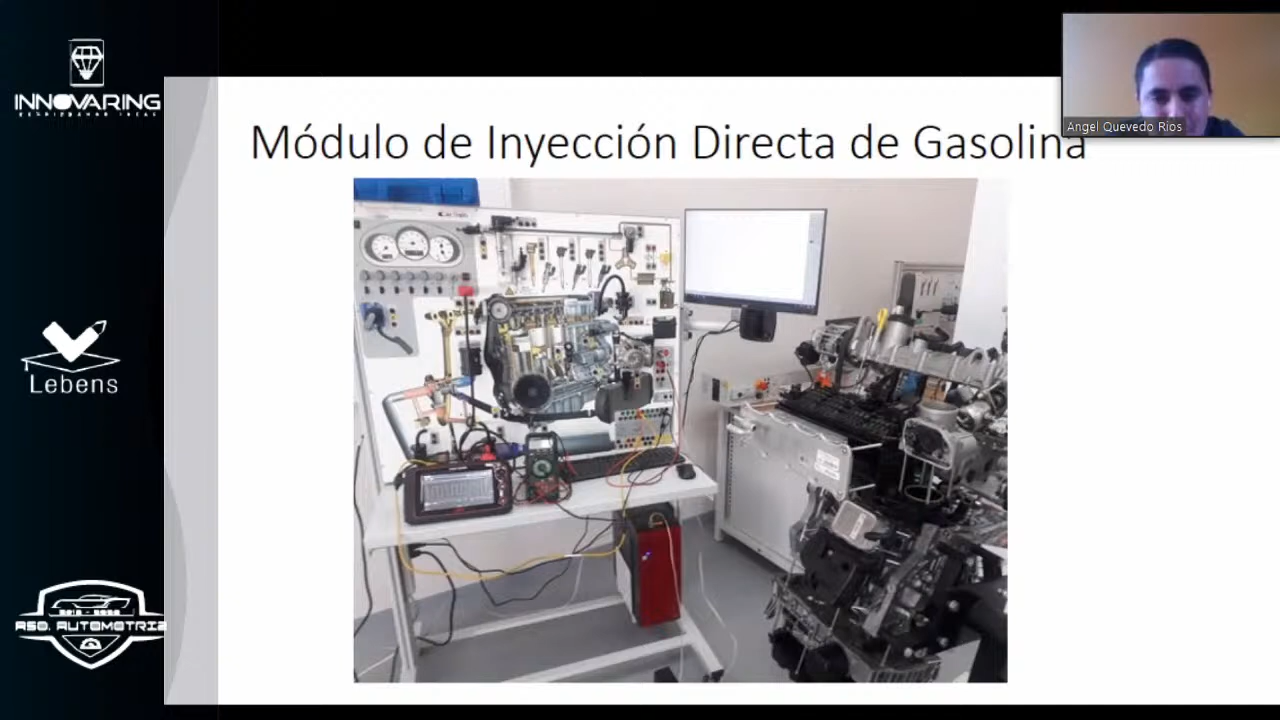 INNOVARING
Lebens
ASO. AUTOMOTRIZ
Módulo de Inyección Directa de Gasolina
Angel Quevedo Rios